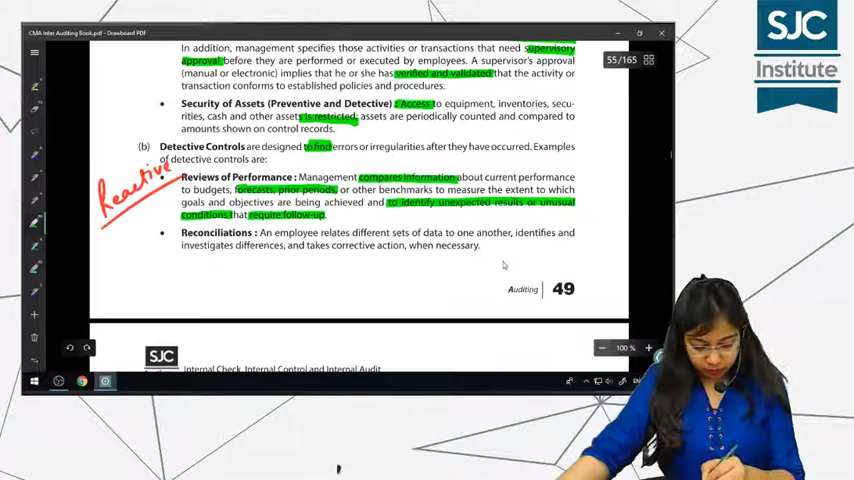 CMA Inter Auditing Book.pdf - Drawboard PDF
SJC
Institute
55/165
In addition, management specifies those activities or transactions that need supervisory
approval before they are performed or executed by employees. A supervisor's approval
(manual or electronic) implies that he or she has verified and validated that the activity or
transaction conforms to established policies and procedures.
• Security of Assets (Preventive and Detective) : Access to equipment, inventories, secu-
rities, cash and other assets is restricted; assets are periodically counted and compared to
amounts shown on control records.
(b) Detective Controls are designed to find errors or irregularities after they have occurred. Examples
of detective controls are:
Reactive
• Reviews of Performance : Management compares information about current performance
to budgets, forecasts, prior periods, or other benchmarks to measure the extent to which
goals and objectives are being achieved and to identify unexpected results or unusual
conditions that require follow-up.
• Reconciliations : An employee relates different sets of data to one another, identifies and
investigates differences, and takes corrective action, when necessary.
Auditing 49
100 %
SJC
Internal Check, Internal Control and Internal Audit